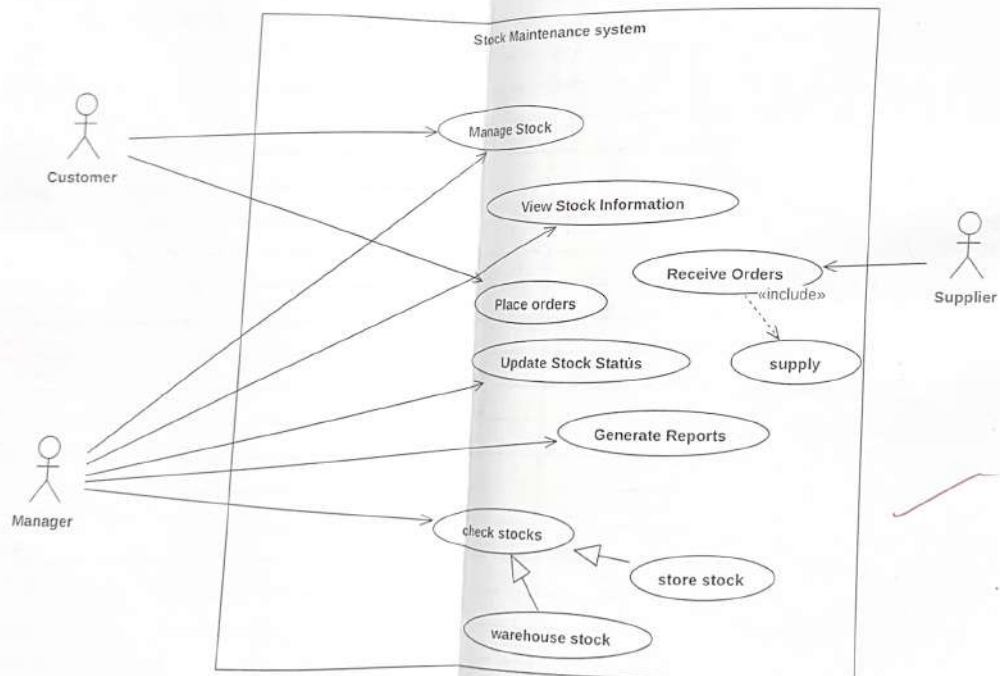 Stock Maintenance system
Customer
Manage Stock
View Stock Information
Receive Orders
«include»
Supplier
Place orders
Update Stock Status
supply
Generate Reports
Manager
check stocks
store stock
warehouse stock